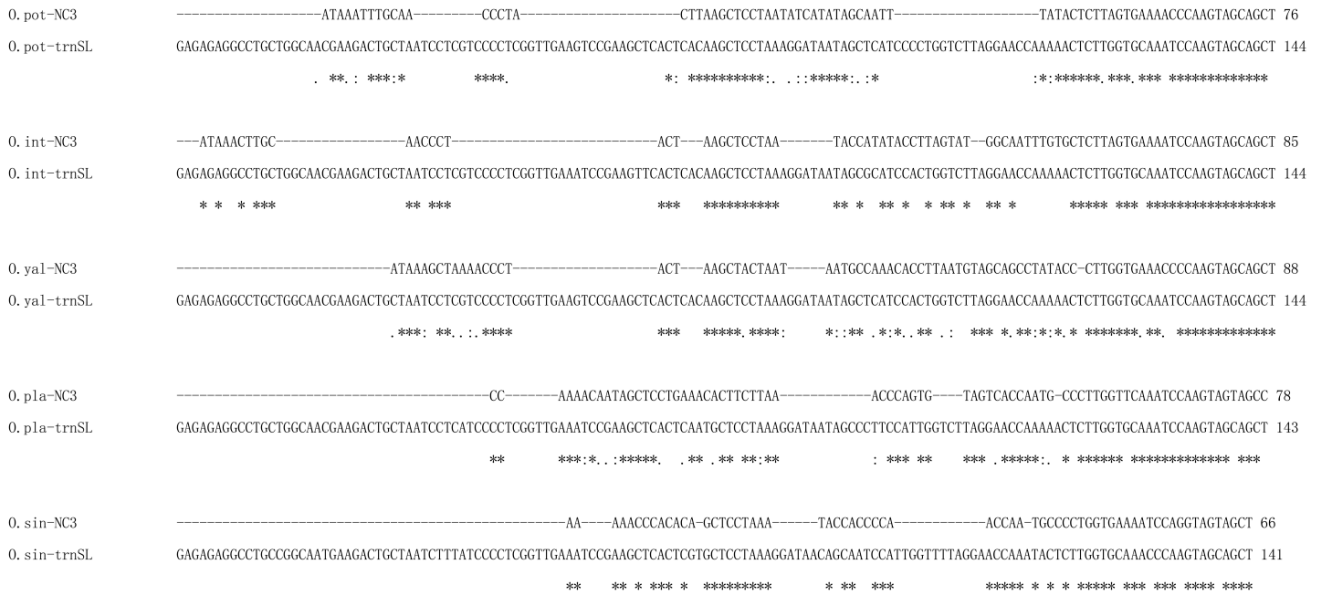 O.pot-NC3 -------------------ATAAATTTGCAA---------CCCTA---------------------CTTAAGCTCCTAATATCATATAGCAATT-------------------TATACTCTTAGTGAAAACCCAAGTAGCAGCT 76
O.pot-trnSL GAGAGAGGCCTGCTGGCAACGAAGACTGCTAATCCTCGTCCCCTCGGTTGAAGTCCGAAGCTCACTCACAAGCTCCTAAAGGATAATAGCTCATCCCCTGGTCTTAGGAACCAAAAACTCTTGGTGCAAATCCAAGTAGCAGCT 144
. **.: ***:* ****. *: **********:. .::*****:.:* :*:******.***.*** *************
O.int-NC3 ---ATAAACTTGC-----------------AACCCT---------------------------ACT---AAGCTCCTAA-------TACCATATACCTTAGTAT--GGCAATTTGTGCTCTTAGTGAAAATCCAAGTAGCAGCT 85
O.int-trnSL GAGAGAGGCCTGCTGGCAACGAAGACTGCTAATCCTCGTCCCCTCGGTTGAAATCCGAAGTTCACTCACAAGCTCCTAAAGGATAATAGCGCATCCACTGGTCTTAGGAACCAAAAACTCTTGGTGCAAATCCAAGTAGCAGCT 144
* * * *** ** *** *** ********** ** * ** * * ** * ** * ***** *** *****************
O.yal-NC3 ----------------------------ATAAAGCTAAAACCCT-------------------ACT---AAGCTACTAAT-----AATGCCAAACACCTTAATGTAGCAGCCTATACC-CTTGGTGAAACCCCAAGTAGCAGCT 88
O.yal-trnSL GAGAGAGGCCTGCTGGCAACGAAGACTGCTAATCCTCGTCCCCTCGGTTGAAGTCCGAAGCTCACTCACAAGCTCCTAAAGGATAATAGCTCATCCACTGGTCTTAGGAACCAAAAACTCTTGGTGCAAATCCAAGTAGCAGCT 144
.***: **..:.**** *** *****.****: *::** .*:*..** .: *** *.**:*:*.* *******.**. *************
O.pla-NC3 -----------------------------------------CC-------AAAACAATAGCTCCTGAAACACTTCTTAA------------ACCCAGTG----TAGTCACCAATG-CCCTTGGTTCAAATCCAAGTAGTAGCC 78
O.pla-trnSL GAGAGAGGCCTGCTGGCAACGAAGACTGCTAATCCTCATCCCCTCGGTTGAAATCCGAAGCTCACTCAATGCTCCTAAAGGATAATAGCCCTTCCATTGGTCTTAGGAACCAAAAACTCTTGGTGCAAATCCAAGTAGCAGCT 143
** ***:*..:*****. .** .** **:** : *** ** *** .*****:. * ****** ************* ***
O.sin-NC3 ---------------------------------------------------AA----AAACCCACACA-GCTCCTAAA------TACCACCCCA------------ACCAA-TGCCCCTGGTGAAAATCCAGGTAGTAGCT 66
O.sin-trnSL GAGAGAGGCCTGCCGGCAATGAAGACTGCTAATCTTTATCCCCTCGGTTGAAATCCGAAGCTCACTCGTGCTCCTAAAGGATAACAGCAATCCATTGGTTTTAGGAACCAAATACTCTTGGTGCAAACCCAAGTAGCAGCT 141
** ** * *** * ********* * ** *** ***** * * * ***** *** *** **** ****